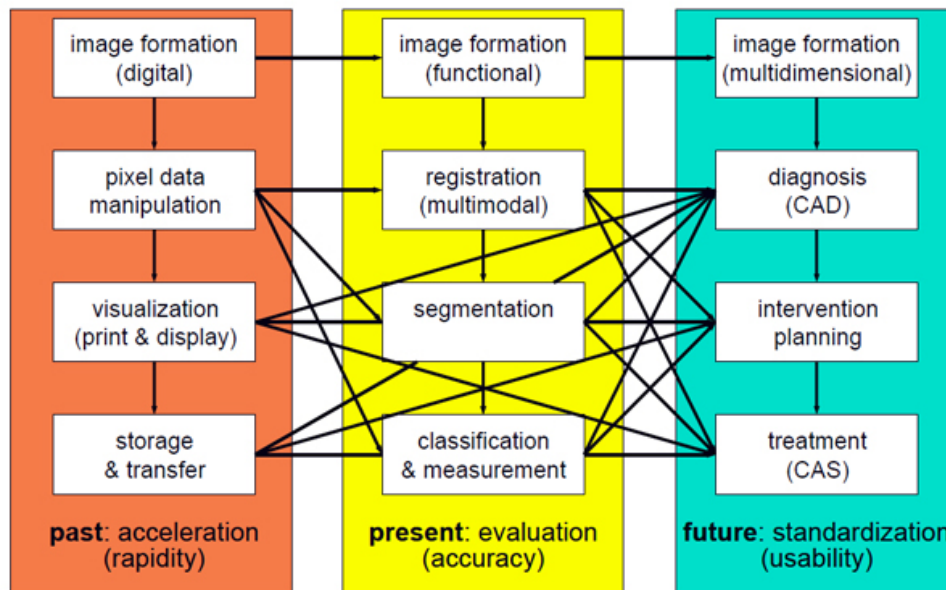 image formation
(digital)
pixel data
manipulation
visualization
(print & display)
storage
& transfer
past: acceleration
(rapidity)
image formation
(functional)
registration
(multimodal)
segmentation
classification
& measurement
present: evaluation
(accuracy)
image formation
(multidimensional)
diagnosis
(CAD)
intervention
planning
treatment
(CAS)
future: standardization
(usability)